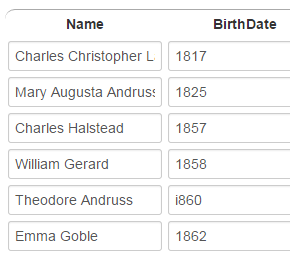 Name BirthDate
Charles Christopher L 1817
Mary Augusta Andruss 1825
Charles Halstead 1857
William Gerard 1858
Theodore Andruss i860
Emma Goble 1862